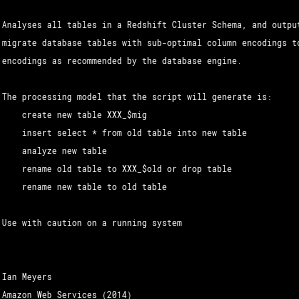 Analyses all tables in a Redshift Cluster Schema, and
migrate database tables with sub-optimal column encodings
encodings as recommended by the database engine.
The processing model that the script will generate is:
create new table XXX_$mig
insert select * from old table into new table
analyze new table
rename old table to XXX_$old or drop table
rename new table to old table
Use with caution on a running system
Ian Meyers
Amazon Web Services (2014)